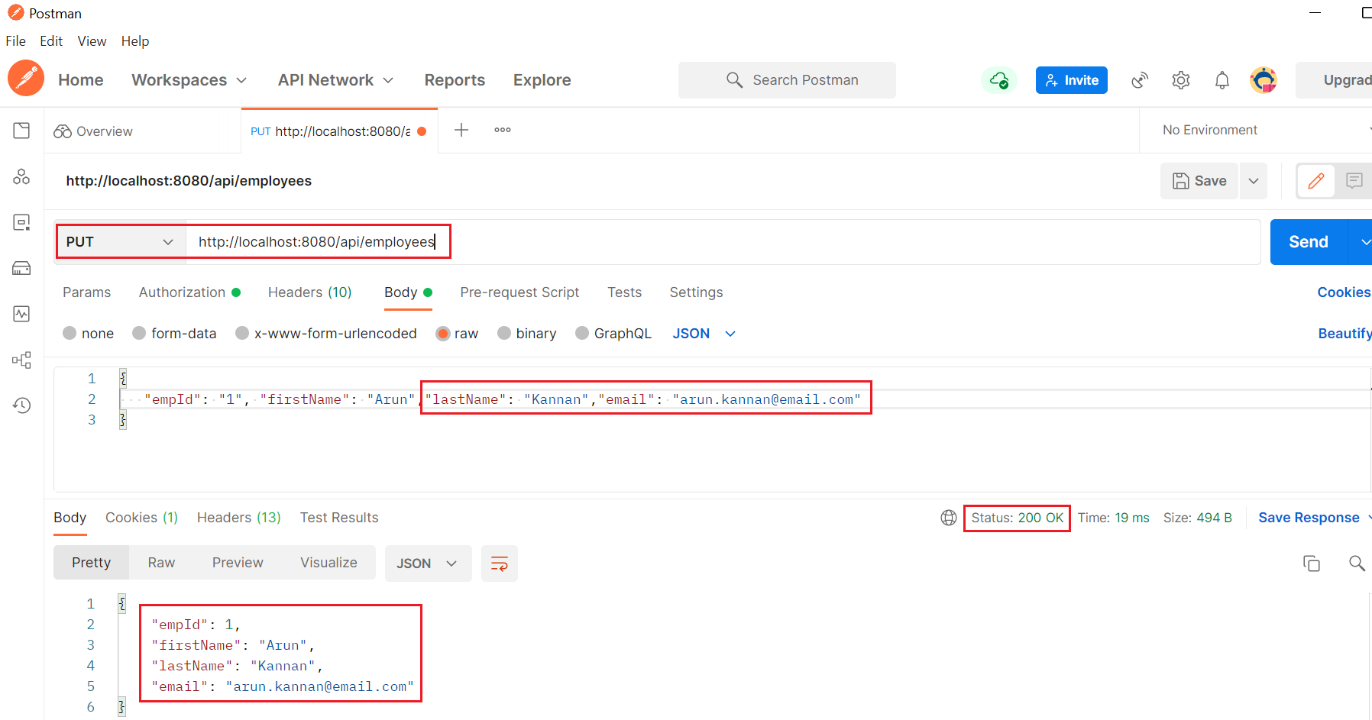 Postman
File Edit View Help
Home Workspaces API Network Reports Explore Search Postman Invite Upgrad
Overview PUT http://localhost:8080/a No Environment
http://localhost:8080/api/employees Save
PUT http://localhost:8080/api/employees Send
Params Authorization Headers (10) Body Pre-request Script Tests Settings Cookies
none form-data x-www-form-urlencoded raw binary GraphQL JSON Beautify
1 {
2 "empId": "1", "firstName": "Arun","lastName": "Kannan","email": "arun.kannan@email.com"
3 }
Body Cookies (1) Headers (13) Test Results Status: 200 OK Time: 19 ms Size: 494 B Save Response
Pretty Raw Preview Visualize JSON
1 {
2 "empId": 1,
3 "firstName": "Arun",
4 "lastName": "Kannan",
5 "email": "arun.kannan@email.com"
6 }